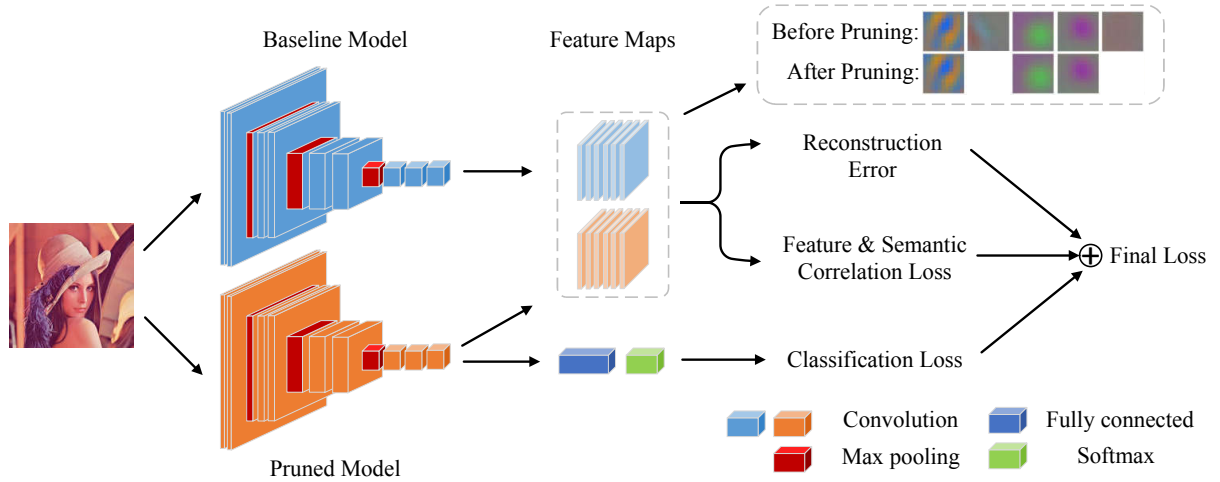 Baseline Model
Feature Maps
Before Pruning:
After Pruning:
Reconstruction
Error
Feature & Semantic
Correlation Loss
Final Loss
Classification Loss
Convolution
Fully connected
Max pooling
Softmax
Pruned Model